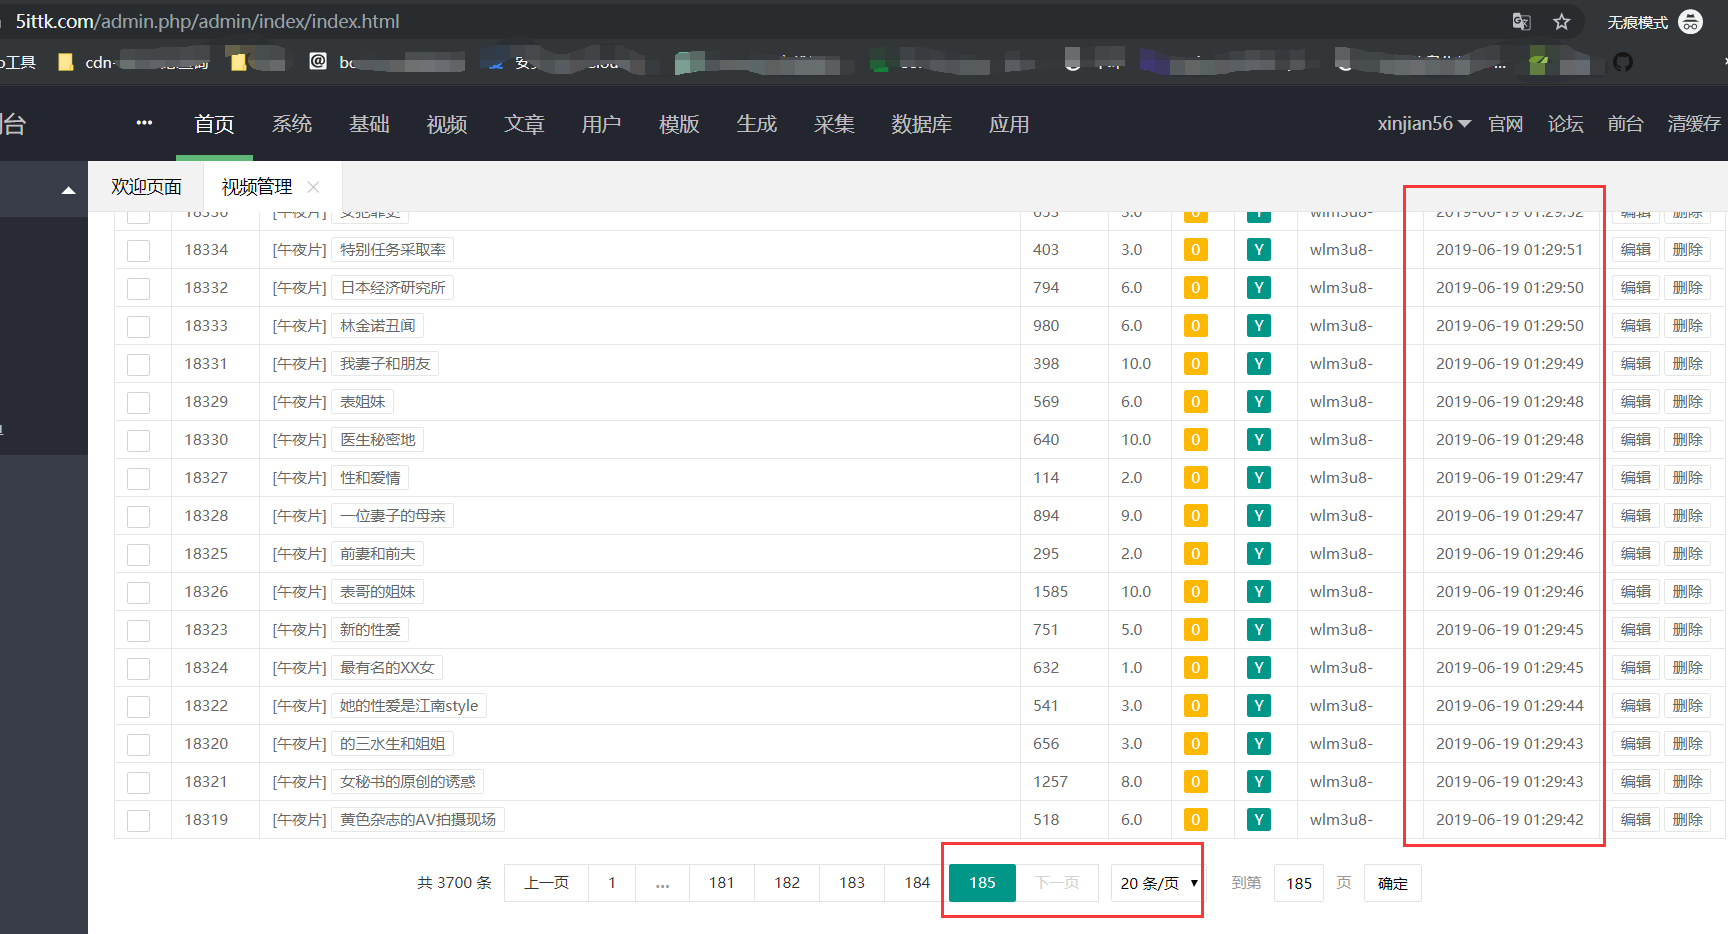 5ittk.com/admin.php/admin/index/index.html 无痕模式
工具 cdn-
台 ••• 首页 系统 基础 视频 文章 用户 模版 生成 采集 数据库 应用 xinjian56 官网 论坛 前台 清缓存
欢迎页面 视频管理 ×
[午夜片] 0 Y wlm3u8- 2019-06-19 01:29:52 编辑 删除
18334 [午夜片] 特别任务采取率 403 3.0 0 Y wlm3u8- 2019-06-19 01:29:51 编辑 删除
18332 [午夜片] 日本经济研究所 794 6.0 0 Y wlm3u8- 2019-06-19 01:29:50 编辑 删除
18333 [午夜片] 林金诺丑闻 980 6.0 0 Y wlm3u8- 2019-06-19 01:29:50 编辑 删除
18331 [午夜片] 我妻子和朋友 398 10.0 0 Y wlm3u8- 2019-06-19 01:29:49 编辑 删除
18329 [午夜片] 表姐妹 569 6.0 0 Y wlm3u8- 2019-06-19 01:29:48 编辑 删除
18330 [午夜片] 医生秘密地 640 10.0 0 Y wlm3u8- 2019-06-19 01:29:48 编辑 删除
18327 [午夜片] 性和爱情 114 2.0 0 Y wlm3u8- 2019-06-19 01:29:47 编辑 删除
18328 [午夜片] 一位妻子的母亲 894 9.0 0 Y wlm3u8- 2019-06-19 01:29:47 编辑 删除
18325 [午夜片] 前妻和前夫 295 2.0 0 Y wlm3u8- 2019-06-19 01:29:46 编辑 删除
18326 [午夜片] 表哥的姐妹 1585 10.0 0 Y wlm3u8- 2019-06-19 01:29:46 编辑 删除
18323 [午夜片] 新的性爱 751 5.0 0 Y wlm3u8- 2019-06-19 01:29:45 编辑 删除
18324 [午夜片] 最有名的XX女 632 1.0 0 Y wlm3u8- 2019-06-19 01:29:45 编辑 删除
18322 [午夜片] 她的性爱是江南style 541 3.0 0 Y wlm3u8- 2019-06-19 01:29:44 编辑 删除
18320 [午夜片] 的三水生和姐姐 656 3.0 0 Y wlm3u8- 2019-06-19 01:29:43 编辑 删除
18321 [午夜片] 女秘书的原创的诱惑 1257 8.0 0 Y wlm3u8- 2019-06-19 01:29:43 编辑 删除
18319 [午夜片] 黄色杂志的AV拍摄现场 518 6.0 0 Y wlm3u8- 2019-06-19 01:29:42 编辑 删除
共 3700 条 上一页 1 … 181 182 183 184 185 下一页 20 条/页 到第 185 页 确定